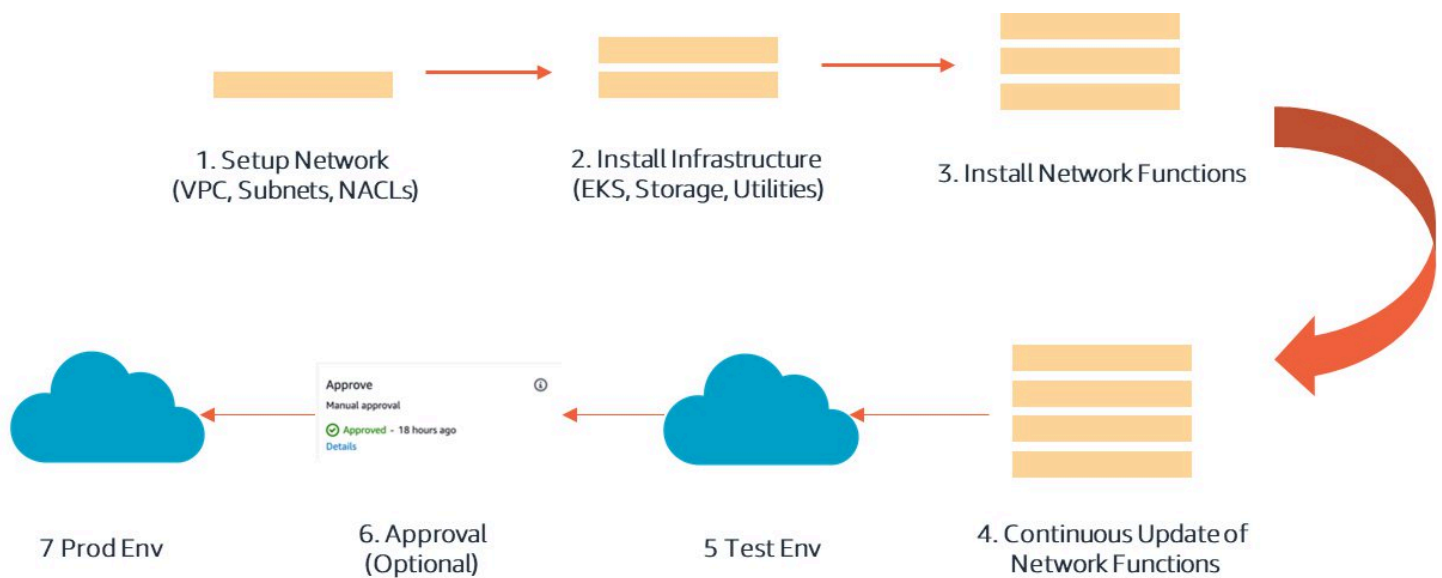 1. Setup Network
(VPC, Subnets, NACLs)
2. Install Infrastructure
(EKS, Storage, Utilities)
3. Install Network Functions
4. Continuous Update of
Network Functions
5 Test Env
Approve
Manual approval
Approved - 18 hours ago
Details
6. Approval
(Optional)
7 Prod Env